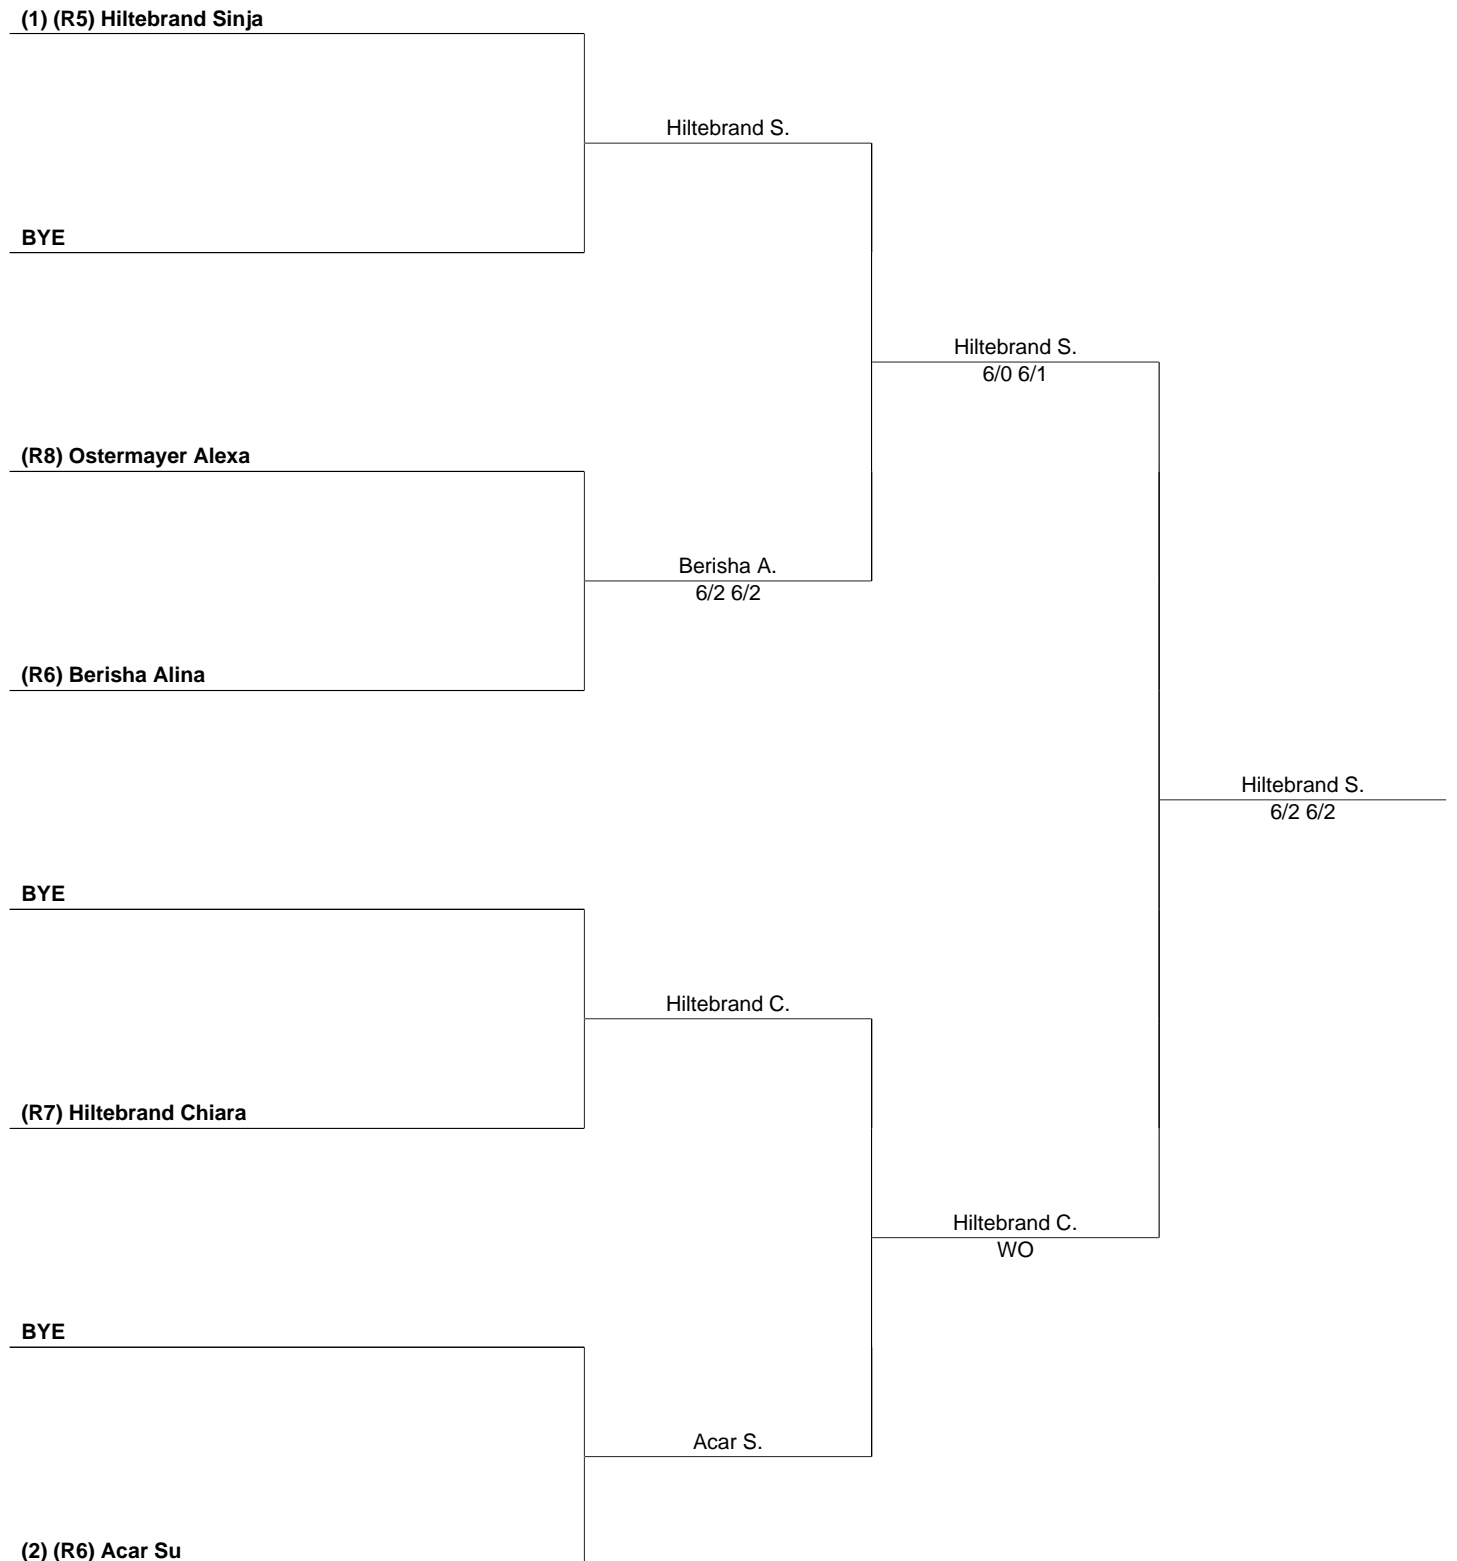 (1) (R5) Hiltebrand Sinja
Hiltebrand S.
BYE
Hiltebrand S.
6/0 6/1
(R8) Ostermayer Alexa
Berisha A.
6/2 6/2
(R6) Berisha Alina
Hiltebrand S.
6/2 6/2
BYE
Hiltebrand C.
(R7) Hiltebrand Chiara
Hiltebrand C.
WO
BYE
Acar S.
(2) (R6) Acar Su